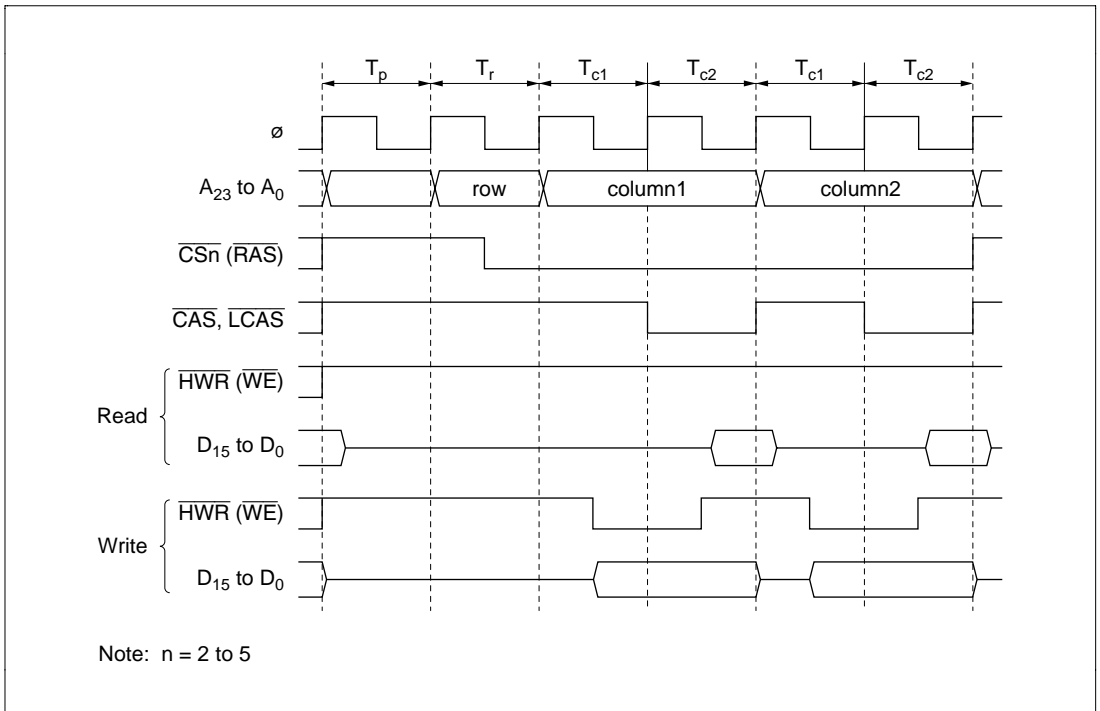 Tp Tr Tc1 Tc2 Tc1 Tc2
ø
A23 to A0 row column1 column2
CSn (RAS)
CAS, LCAS
HWR (WE)
Read
D15 to D0
HWR (WE)
Write
D15 to D0
Note: n = 2 to 5